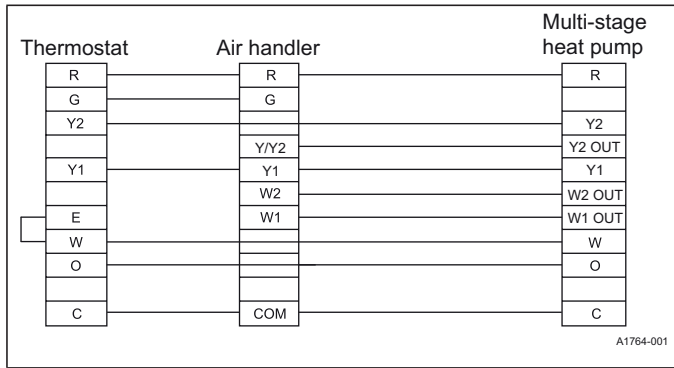 Multi-stage
Thermostat Air handler heat pump
R R R
G G
Y2 Y2
Y/Y2 Y2 OUT
Y1 Y1 Y1
W2 W2 OUT
E W1 W1 OUT
W W
O O
C COM C
A1764-001